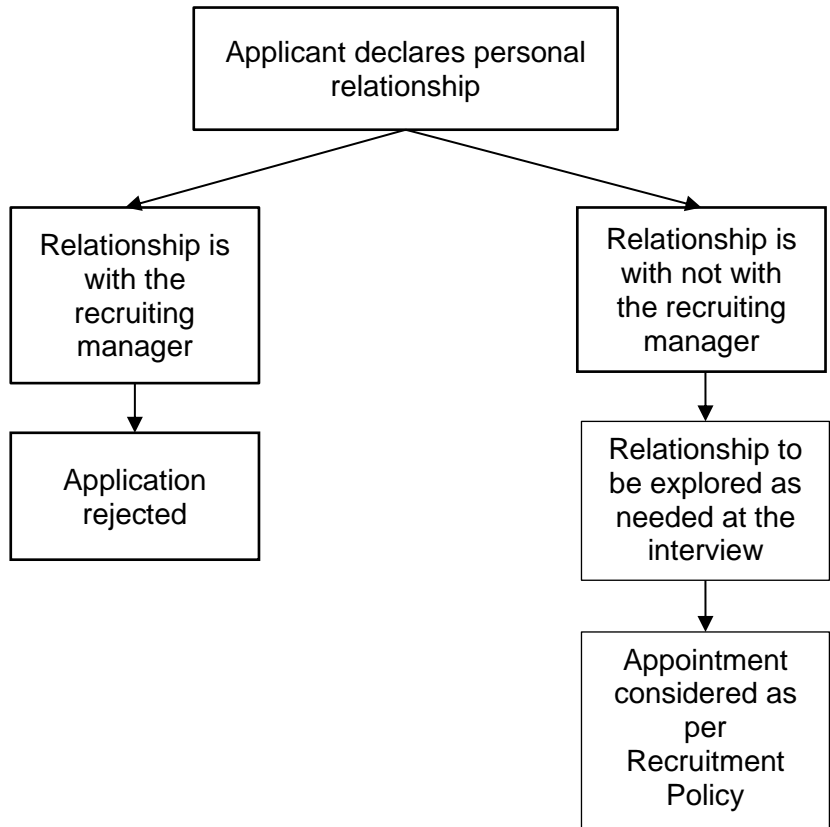 Applicant declares personal
relationship
Relationship is
with the
recruiting
manager
Application
rejected
Relationship is
with not with
the recruiting
manager
Relationship to
be explored as
needed at the
interview
Appointment
considered as
per
Recruitment
Policy